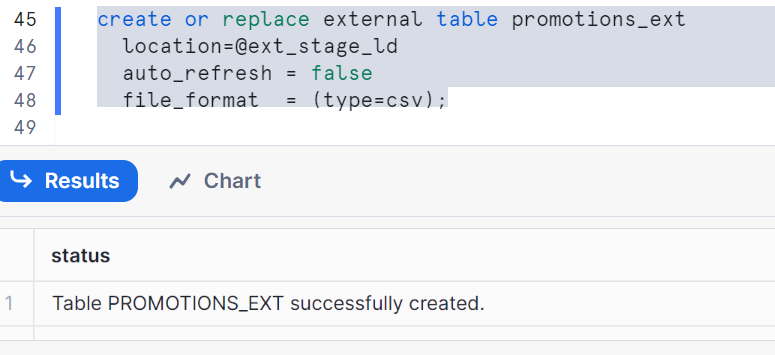 45 create or replace external table promotions_ext
46 location=@ext_stage_ld
47 auto_refresh = false
48 file_format = (type=csv);
49
Results Chart
status
1 Table PROMOTIONS_EXT successfully created.